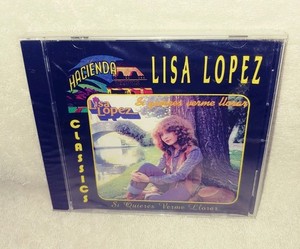 HACIENDA
LISA LOPEZ
Si quieres verme llorar
Lisa
Lopez
CLASSICS
Si Quieres Verme Llorar